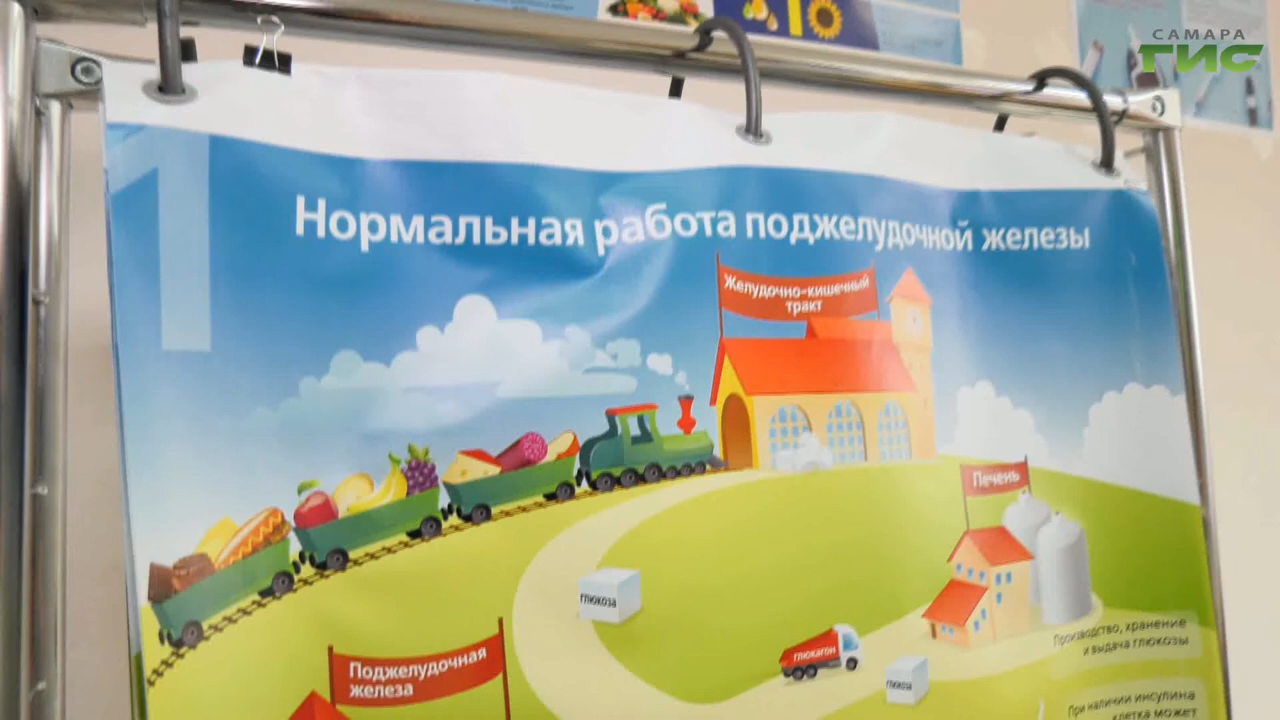 САМАРА
ГИС
1
Нормальная работа поджелудочной железы
Желудочно-кишечный
тракт
Печень
глюкоза
глюкагон
глюкоза
Производство, хранение
и выдача глюкозы
Поджелудочная
железа
При наличии инсулина
клетка может